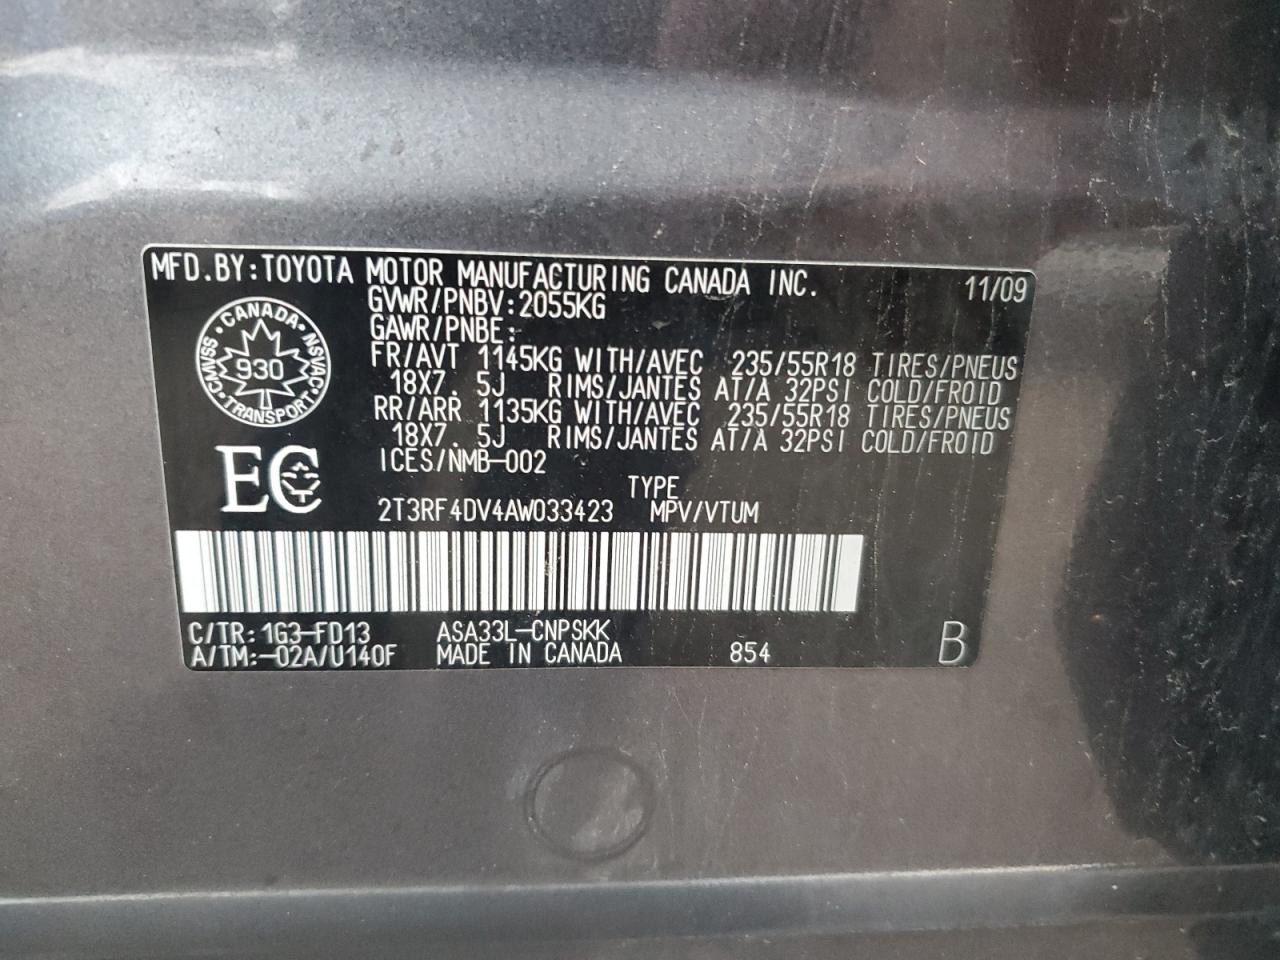 MFD.BY:TOYOTA MOTOR MANUFACTURING CANADA INC. 11/09
GVWR/PNBV:2055KG
GAWR/PNBE:
FR/AVT 1145KG WITH/AVEC 235/55R18 TIRES/PNEUS
18X7. 5J RIMS/JANTES AT/A 32PSI COLD/FROID
RR/ARR 1135KG WITH/AVEC 235/55R18 TIRES/PNEUS
18X7. 5J RIMS/JANTES AT/A 32PSI COLD/FROID
ICES/NMB-002
CANADA
CMVSS NSVAC
930
TRANSPORT
EC
TYPE
2T3RF4DV4AW033423 MPV/VTUM
C/TR: 1G3-FD13 ASA33L-CNPSKK
A/TM:-02A/U140F MADE IN CANADA 854 B